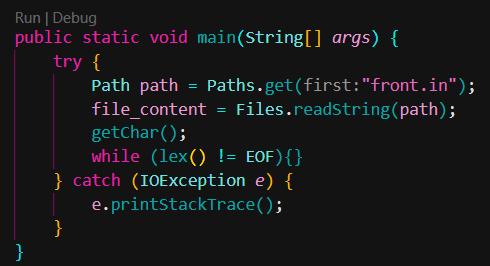 Run | Debug
public static void main(String[] args) {
    try {
        Path path = Paths.get(first:"front.in");
        file_content = Files.readString(path);
        getChar();
        while (lex() != EOF){}
    } catch (IOException e) {
        e.printStackTrace();
    }
}